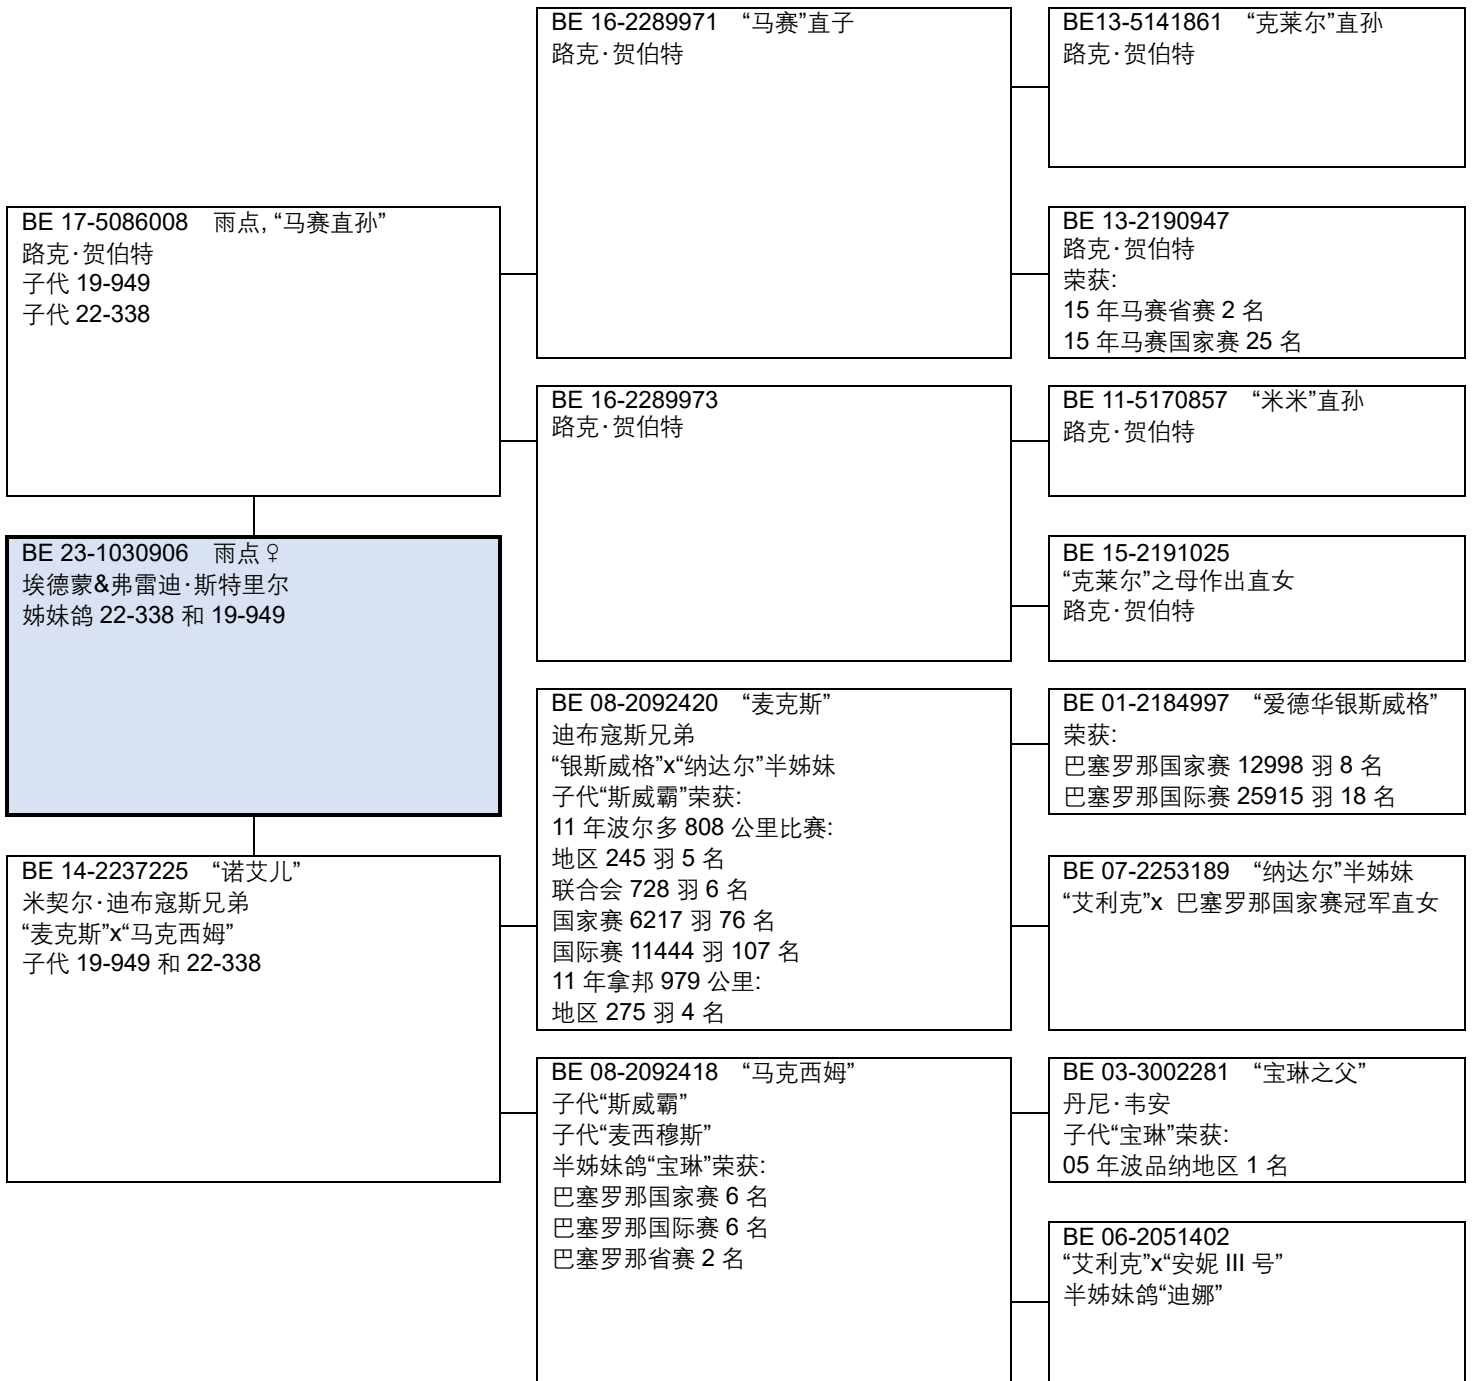 BE 16-2289971 “马赛”直子
路克·贺伯特
BE13-5141861 “克莱尔”直孙
路克·贺伯特
BE 17-5086008 雨点, “马赛直孙”
路克·贺伯特
子代 19-949
子代 22-338
BE 13-2190947
路克·贺伯特
荣获:
15 年马赛省赛 2 名
15 年马赛国家赛 25 名
BE 16-2289973
路克·贺伯特
BE 11-5170857 “米米”直孙
路克·贺伯特
BE 23-1030906 雨点♀
埃德蒙&弗雷迪·斯特里尔
姊妹鸽 22-338 和 19-949
BE 15-2191025
“克莱尔”之母作出直女
路克·贺伯特
BE 08-2092420 “麦克斯”
迪布寇斯兄弟
“银斯威格”x“纳达尔”半姊妹
子代“斯威霸”荣获:
11 年波尔多 808 公里比赛:
地区 245 羽 5 名
联合会 728 羽 6 名
国家赛 6217 羽 76 名
国际赛 11444 羽 107 名
11 年拿邦 979 公里:
地区 275 羽 4 名
BE 01-2184997 “爱德华银斯威格”
荣获:
巴塞罗那国家赛 12998 羽 8 名
巴塞罗那国际赛 25915 羽 18 名
BE 14-2237225 “诺艾儿”
米契尔·迪布寇斯兄弟
“麦克斯”x“马克西姆”
子代 19-949 和 22-338
BE 07-2253189 “纳达尔”半姊妹
“艾利克”x 巴塞罗那国家赛冠军直女
BE 08-2092418 “马克西姆”
子代“斯威霸”
子代“麦西穆斯”
半姊妹鸽“宝琳”荣获:
巴塞罗那国家赛 6 名
巴塞罗那国际赛 6 名
巴塞罗那省赛 2 名
BE 03-3002281 “宝琳之父”
丹尼·韦安
子代“宝琳”荣获:
05 年波品纳地区 1 名
BE 06-2051402
“艾利克”x“安妮 III 号”
半姊妹鸽“迪娜”